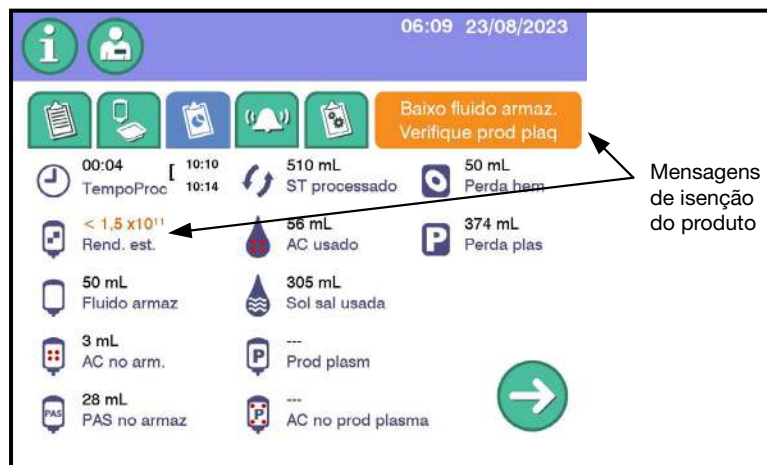 06:09 23/08/2023
Baixo fluido armaz.
Verifique prod plaq
00:04 [ 10:10
TempoProc 10:14
510 mL
ST processado
50 mL
Perda hem
Mensagens
de isenção
do produto
< 1,5 x10¹¹
Rend. est.
56 mL
AC usado
P
374 mL
Perda plas
50 mL
Fluido armaz
305 mL
Sol sal usada
3 mL
AC no arm.
P
---
Prod plasm
PAS
28 mL
PAS no armaz
P
---
AC no prod plasma